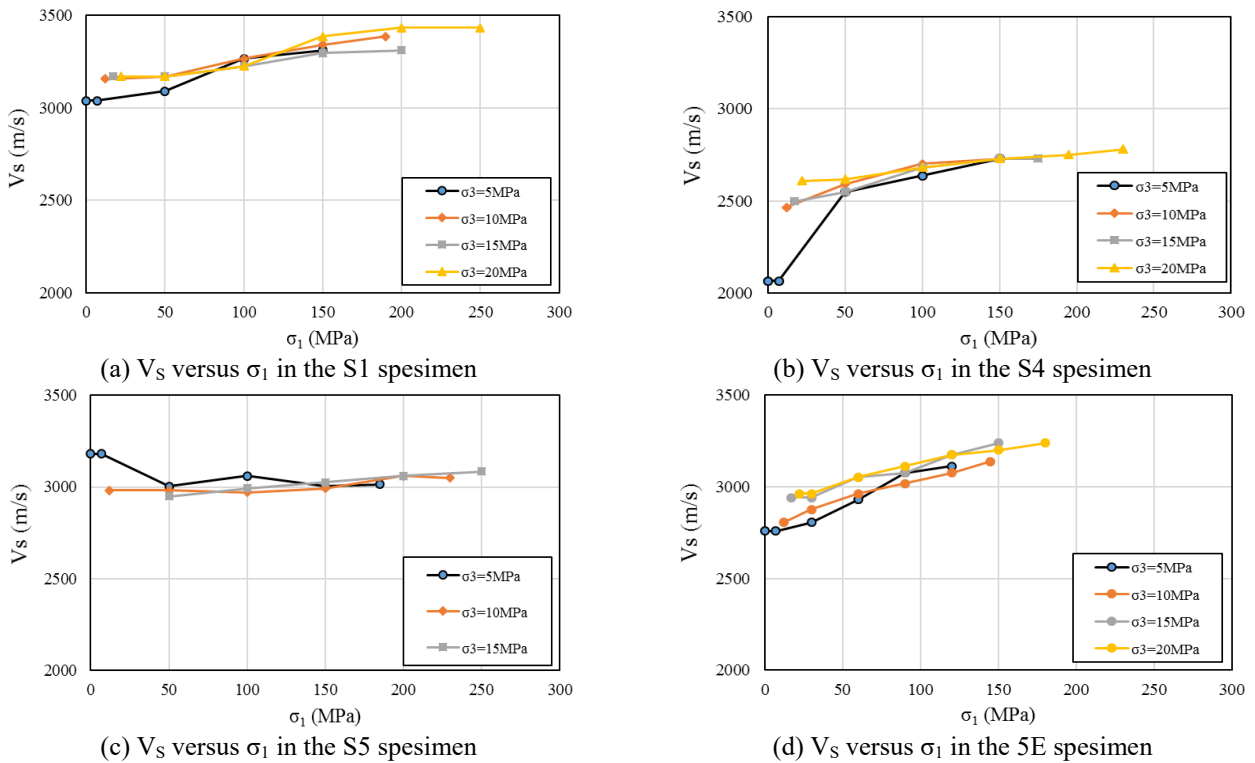 3500
3000
2500
2000
Vs (m/s)
σ3=5MPa
σ3=10MPa
σ3=15MPa
σ3=20MPa
0 50 100 150 200 250 300
σ₁ (MPa)
(a) VS versus σ₁ in the S1 spesimen
3500
3000
2500
2000
Vs (m/s)
σ3=5MPa
σ3=10MPa
σ3=15MPa
σ3=20MPa
0 50 100 150 200 250 300
σ₁ (MPa)
(b) VS versus σ₁ in the S4 spesimen
3500
3000
2500
2000
Vs (m/s)
σ3=5MPa
σ3=10MPa
σ3=15MPa
0 50 100 150 200 250 300
σ₁ (MPa)
(c) VS versus σ₁ in the S5 spesimen
3500
3000
2500
2000
Vs (m/s)
σ3=5MPa
σ3=10MPa
σ3=15MPa
σ3=20MPa
0 50 100 150 200 250 300
σ₁ (MPa)
(d) VS versus σ₁ in the 5E spesimen